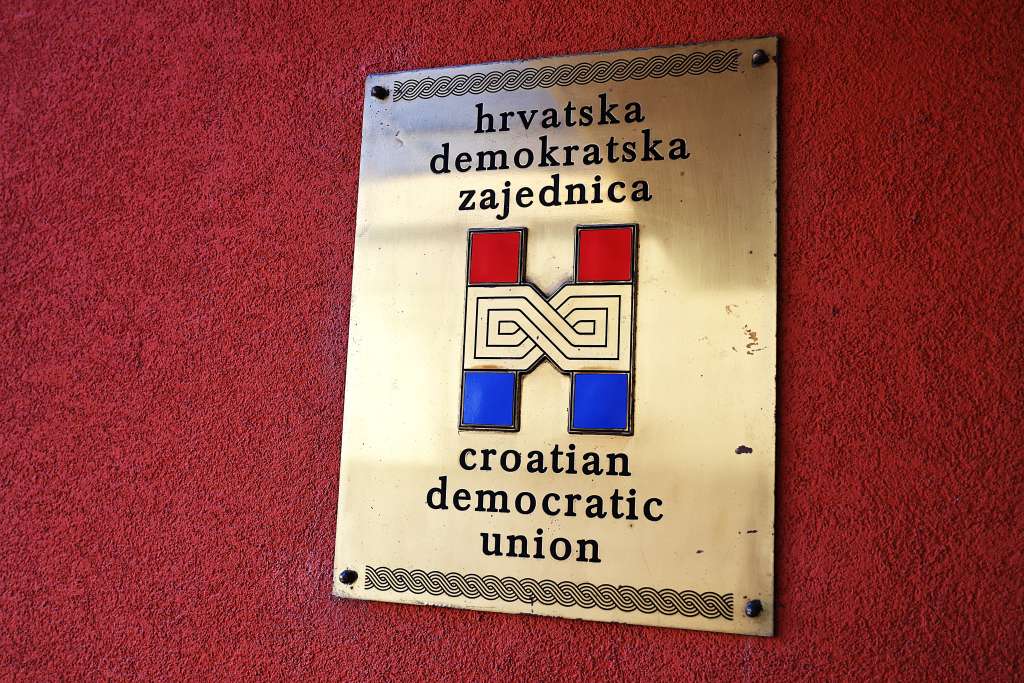 hrvatska
demokratska
zajednica
croatian
democratic
union